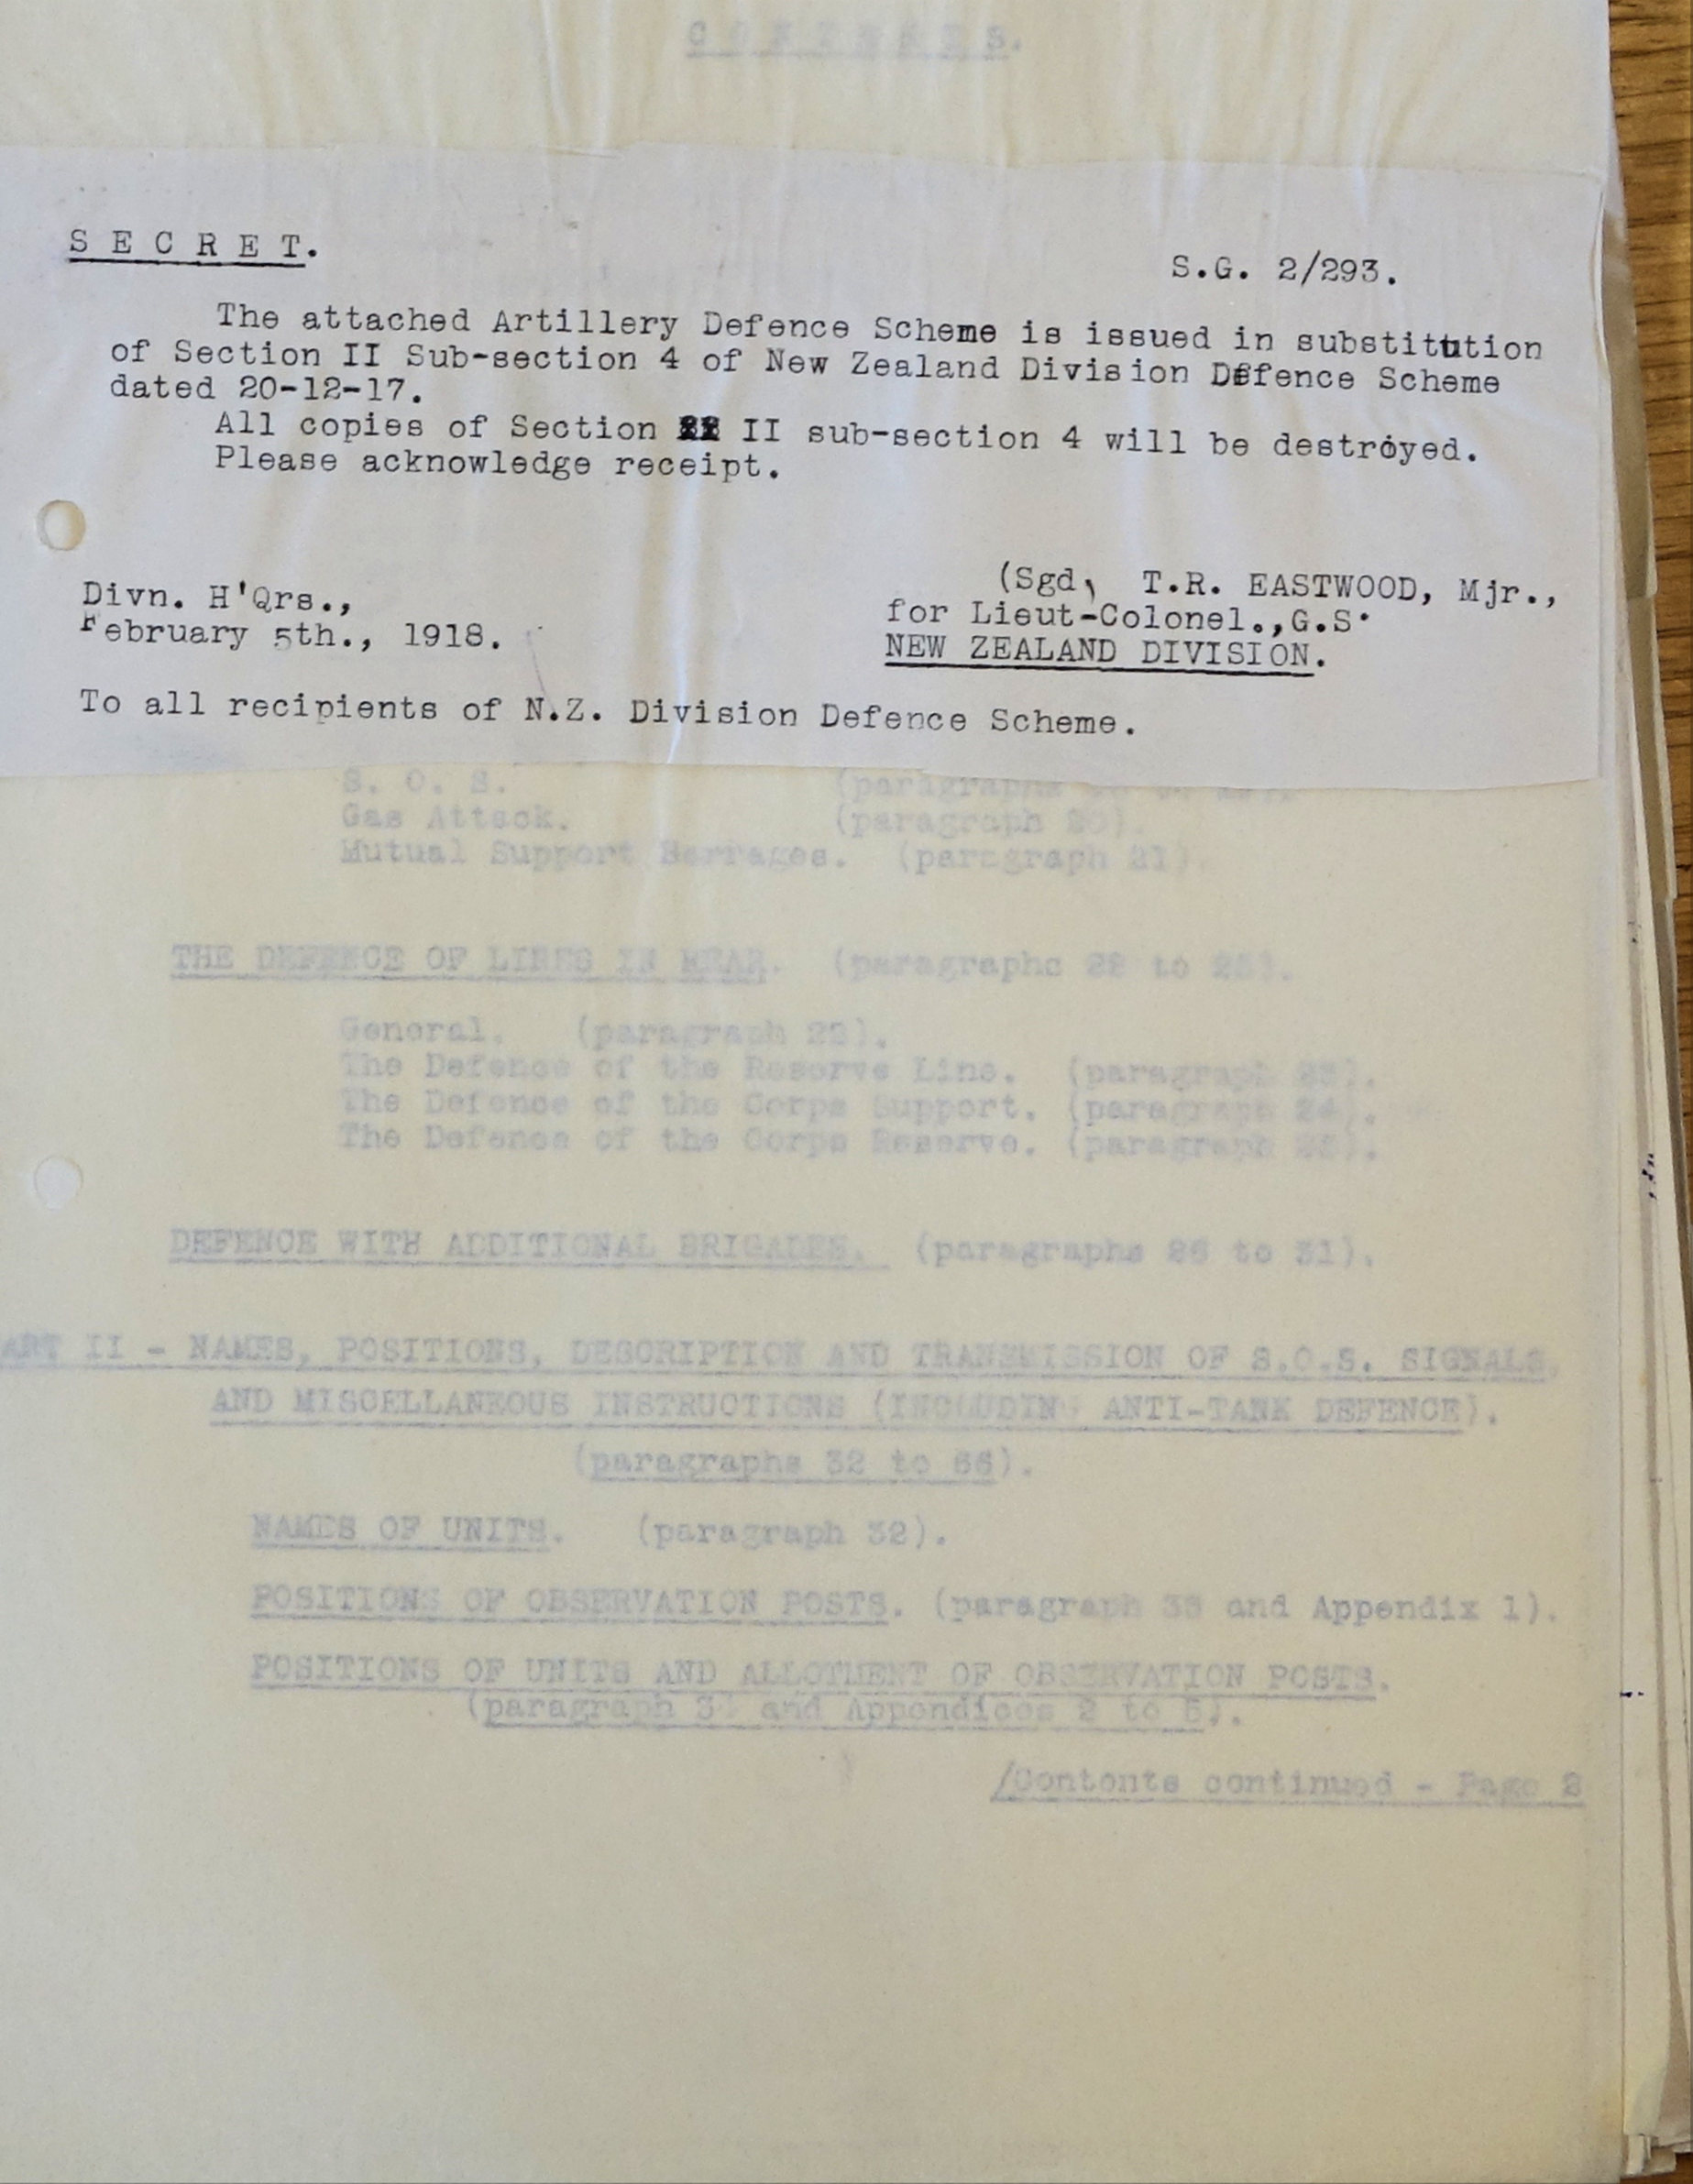 CONTENTS.
SECRET.
S.G. 2/293.
The attached Artillery Defence Scheme is issued in substitution
of Section II Sub-section 4 of New Zealand Division Defence Scheme
dated 20-12-17.
All copies of Section II sub-section 4 will be destroyed.
Please acknowledge receipt.
(Sgd) T.R. EASTWOOD, Mjr.,
Divn. H'Qrs.,
for Lieut-Colonel.,G.S.
February 5th., 1918.
NEW ZEALAND DIVISION.
To all recipients of N.Z. Division Defence Scheme.
S. O. S. (paragraphs
Gas Attack. (paragraph 20).
Mutual Support Barrages. (paragraph 21).
THE DEFENCE OF LINES IN REAR. (paragraphs 22 to 25).
General. (paragraph 22).
The Defence of the Reserve Line. (paragraph 23).
The Defence of the Corps Support. (paragraph 24).
The Defence of the Corps Reserve. (paragraph 25).
DEFENCE WITH ADDITIONAL BRIGADES. (paragraphs 26 to 31).
ART II - NAMES, POSITIONS, DESCRIPTION AND TRANSMISSION OF S.O.S. SIGNALS,
AND MISCELLANEOUS INSTRUCTIONS (INCLUDING ANTI-TANK DEFENCE).
(paragraphs 32 to 66).
NAMES OF UNITS. (paragraph 32).
POSITIONS OF OBSERVATION POSTS. (paragraph 33 and Appendix 1).
POSITIONS OF UNITS AND ALLOTMENT OF OBSERVATION POSTS.
(paragraph 34 and Appendices 2 to 5).
/Contents continued - Page 2